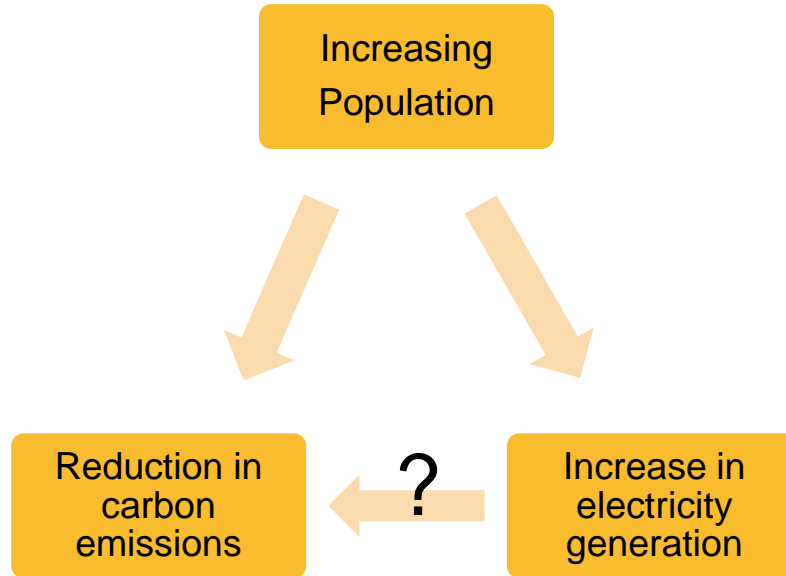 Increasing
Population
?
Reduction in
carbon
emissions
Increase in
electricity
generation